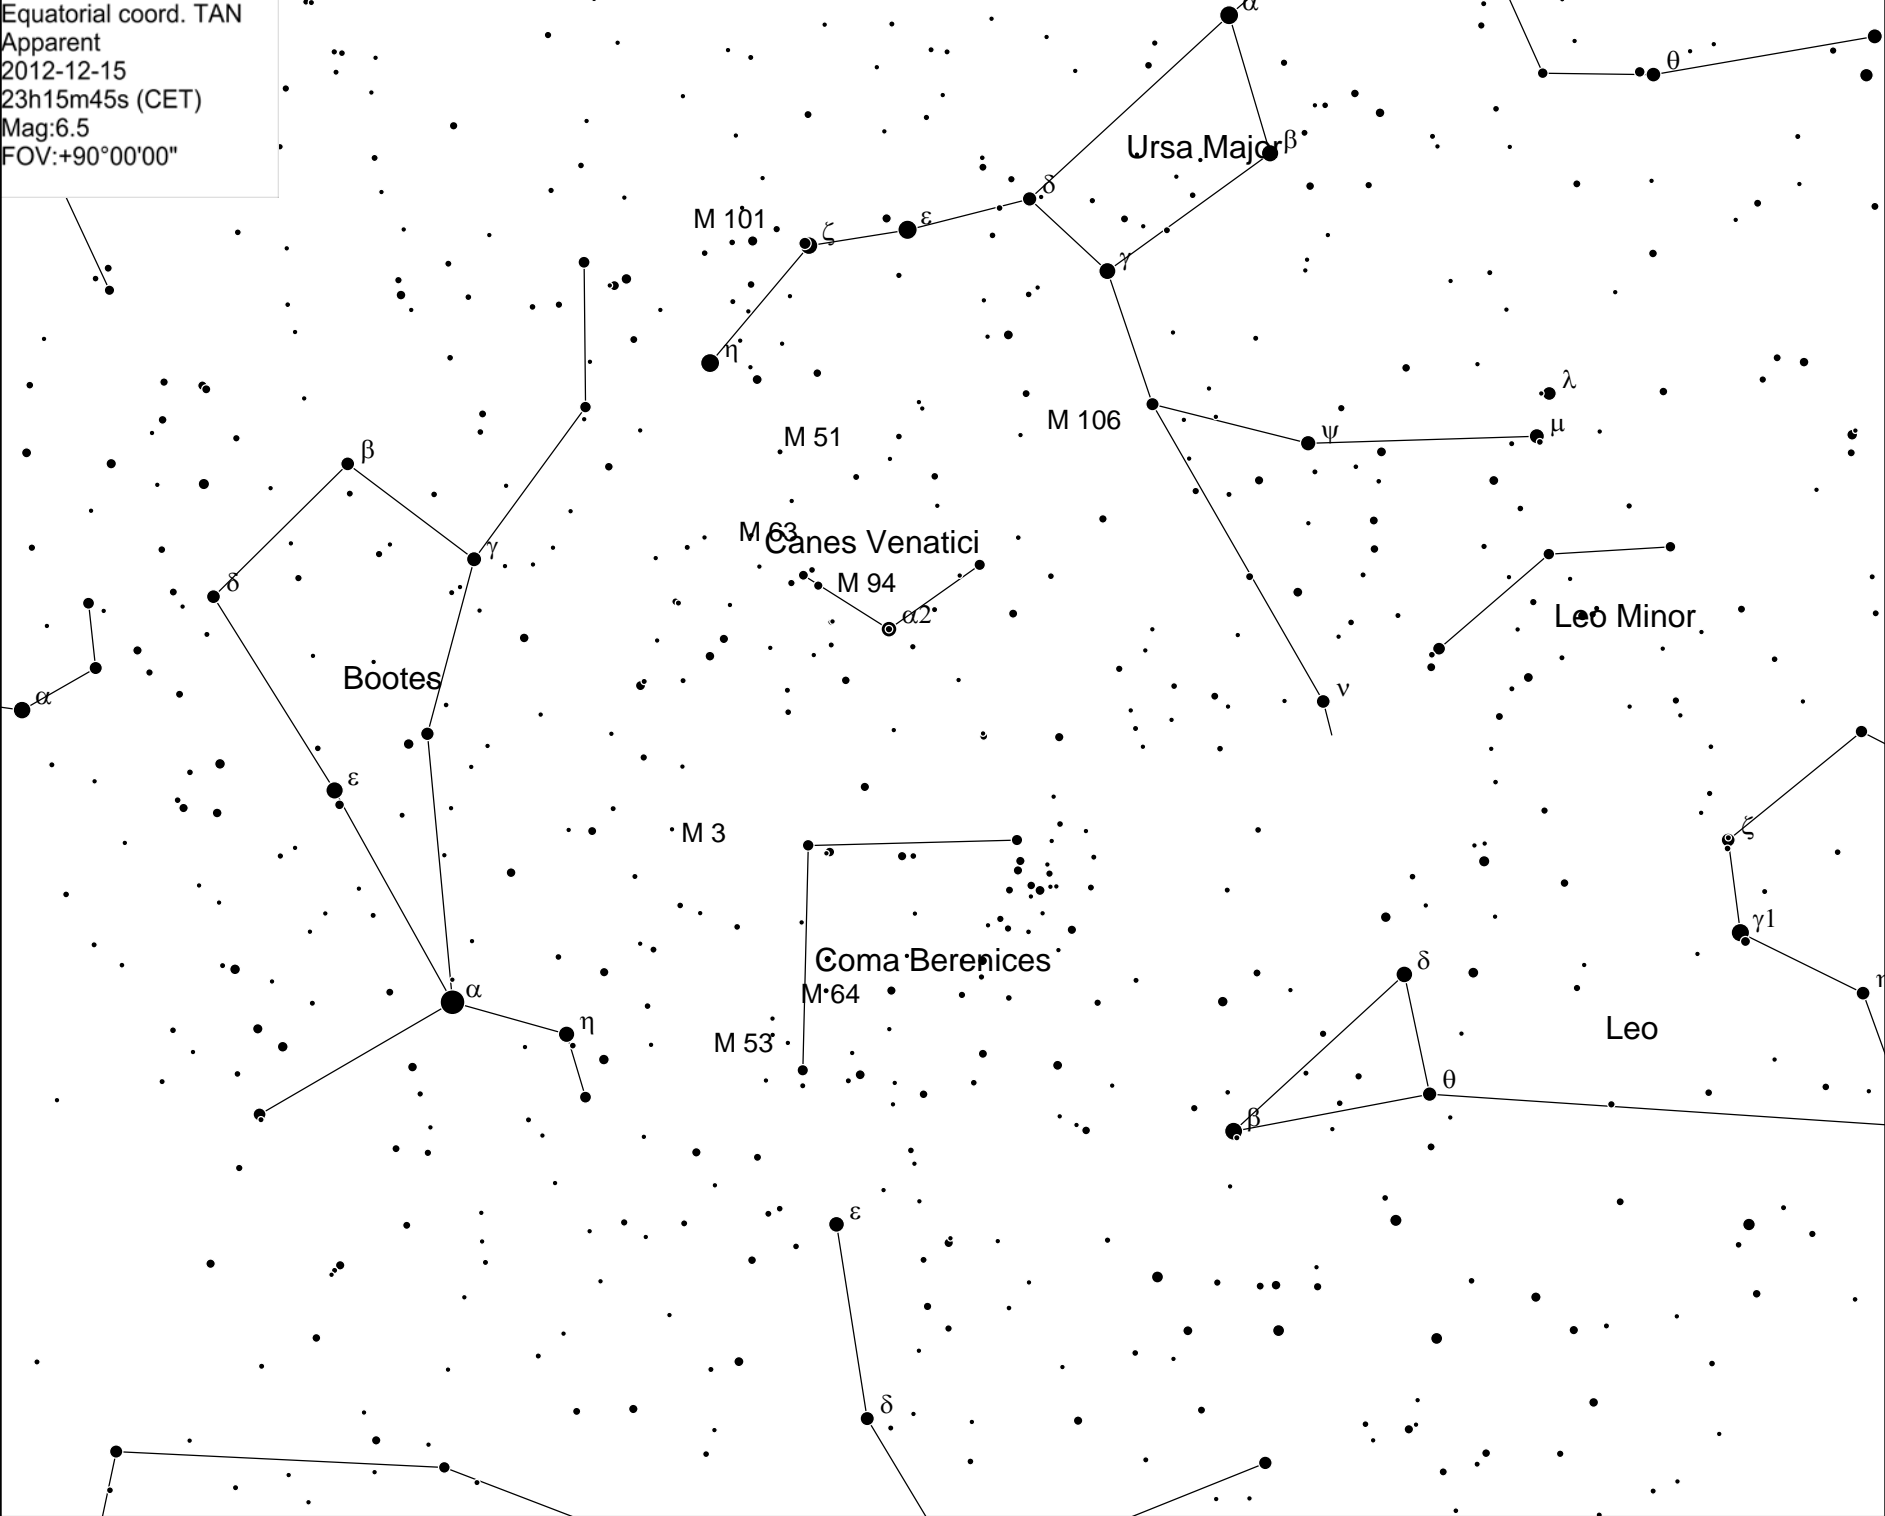 Equatorial coord. TAN
Apparent
2012-12-15
23h15m45s (CET)
Mag:6.5
FOV:+90°00'00"
α
θ
Ursa Major
β
δ
M 101
ζ
ε
γ
η
λ
M 106
μ
ψ
M 51
β
M 63
Canes Venatici
γ
δ
M 94
α2
Leo Minor
Bootes
α
ν
ε
M 3
ζ
γ1
Coma Berenices
δ
α
M 64
η
Leo
M 53
θ
β
ε
δ